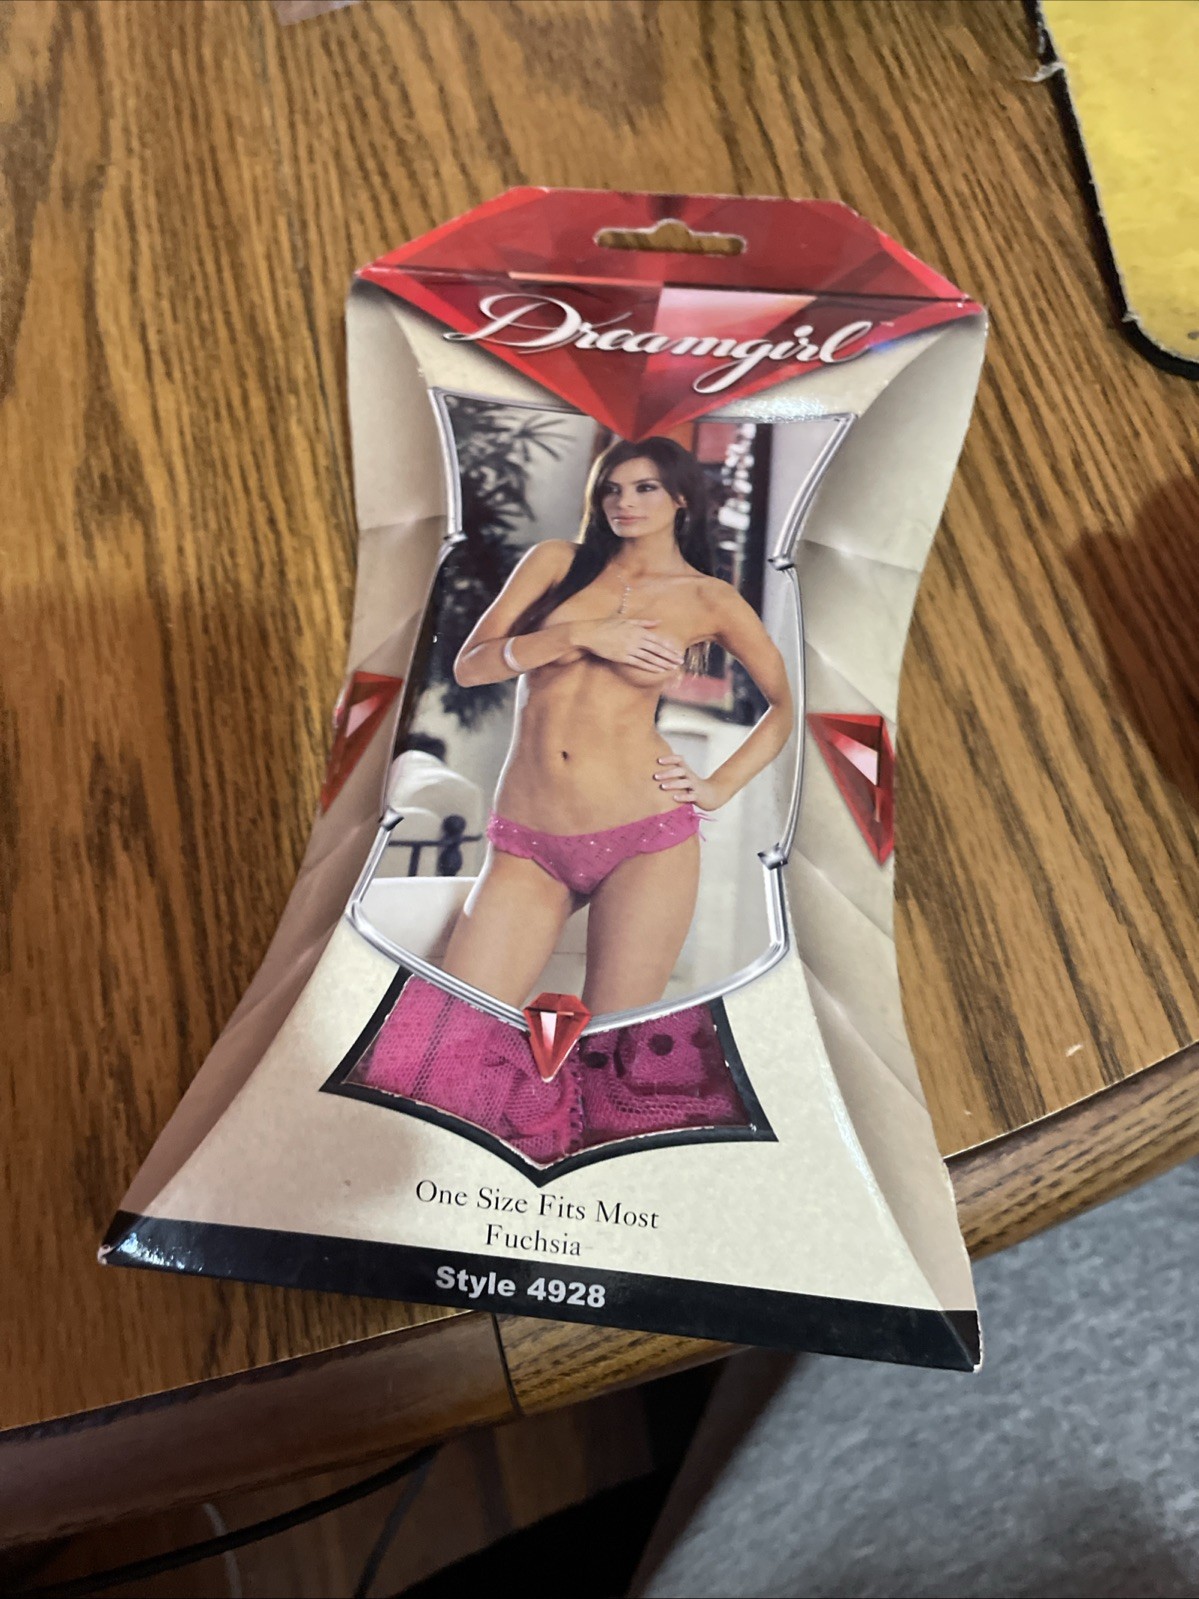 Dreamgirl
One Size Fits Most
Fuchsia
Style 4928